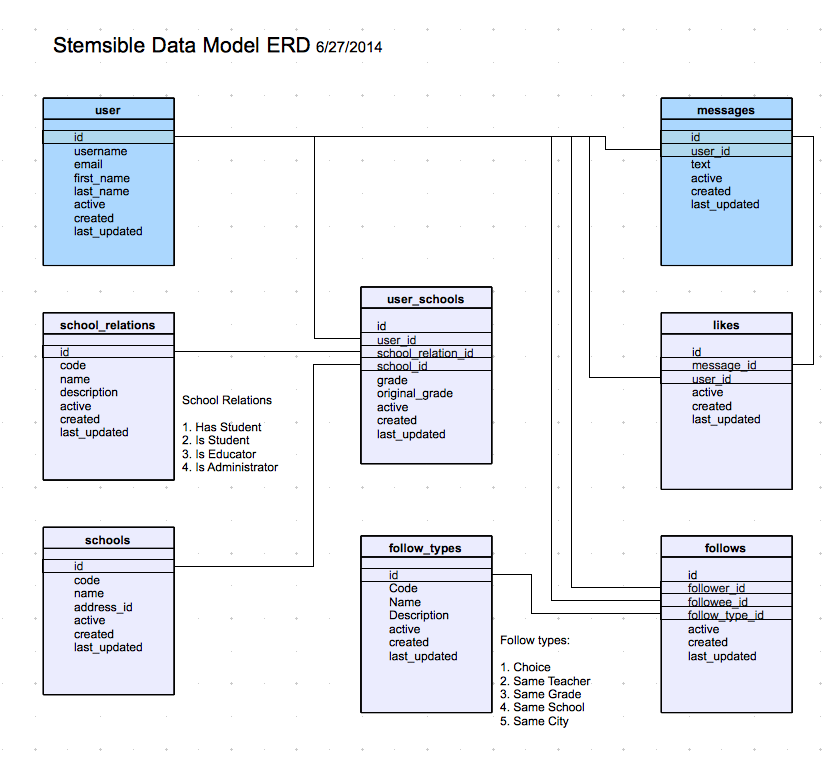 Stemsible Data Model ERD 6/27/2014
user
id
username
email
first_name
last_name
active
created
last_updated
messages
id
user_id
text
active
created
last_updated
user_schools
id
user_id
school_relation_id
school_id
grade
original_grade
active
created
last_updated
school_relations
id
code
name
description
active
created
last_updated
School Relations
1. Has Student
2. Is Student
3. Is Educator
4. Is Administrator
likes
id
message_id
user_id
active
created
last_updated
schools
id
code
name
address_id
active
created
last_updated
follow_types
id
Code
Name
Description
active
created
last_updated
Follow types:
1. Choice
2. Same Teacher
3. Same Grade
4. Same School
5. Same City
follows
id
follower_id
followee_id
follow_type_id
active
created
last_updated